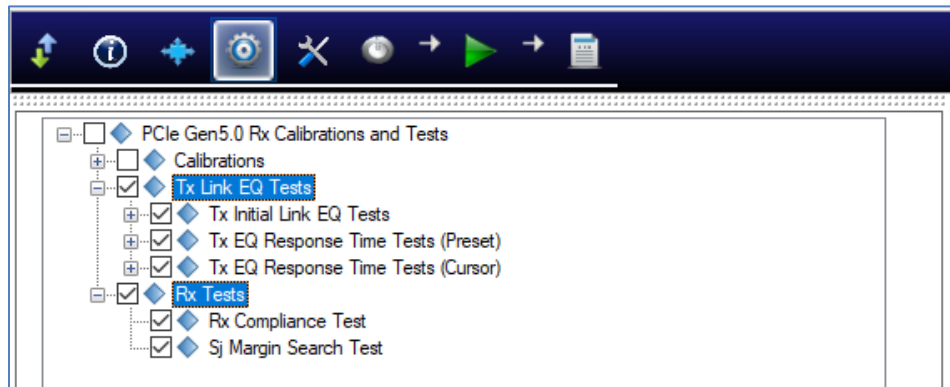 PCIe Gen5.0 Rx Calibrations and Tests
Calibrations
Tx Link EQ Tests
Tx Initial Link EQ Tests
Tx EQ Response Time Tests (Preset)
Tx EQ Response Time Tests (Cursor)
Rx Tests
Rx Compliance Test
Sj Margin Search Test